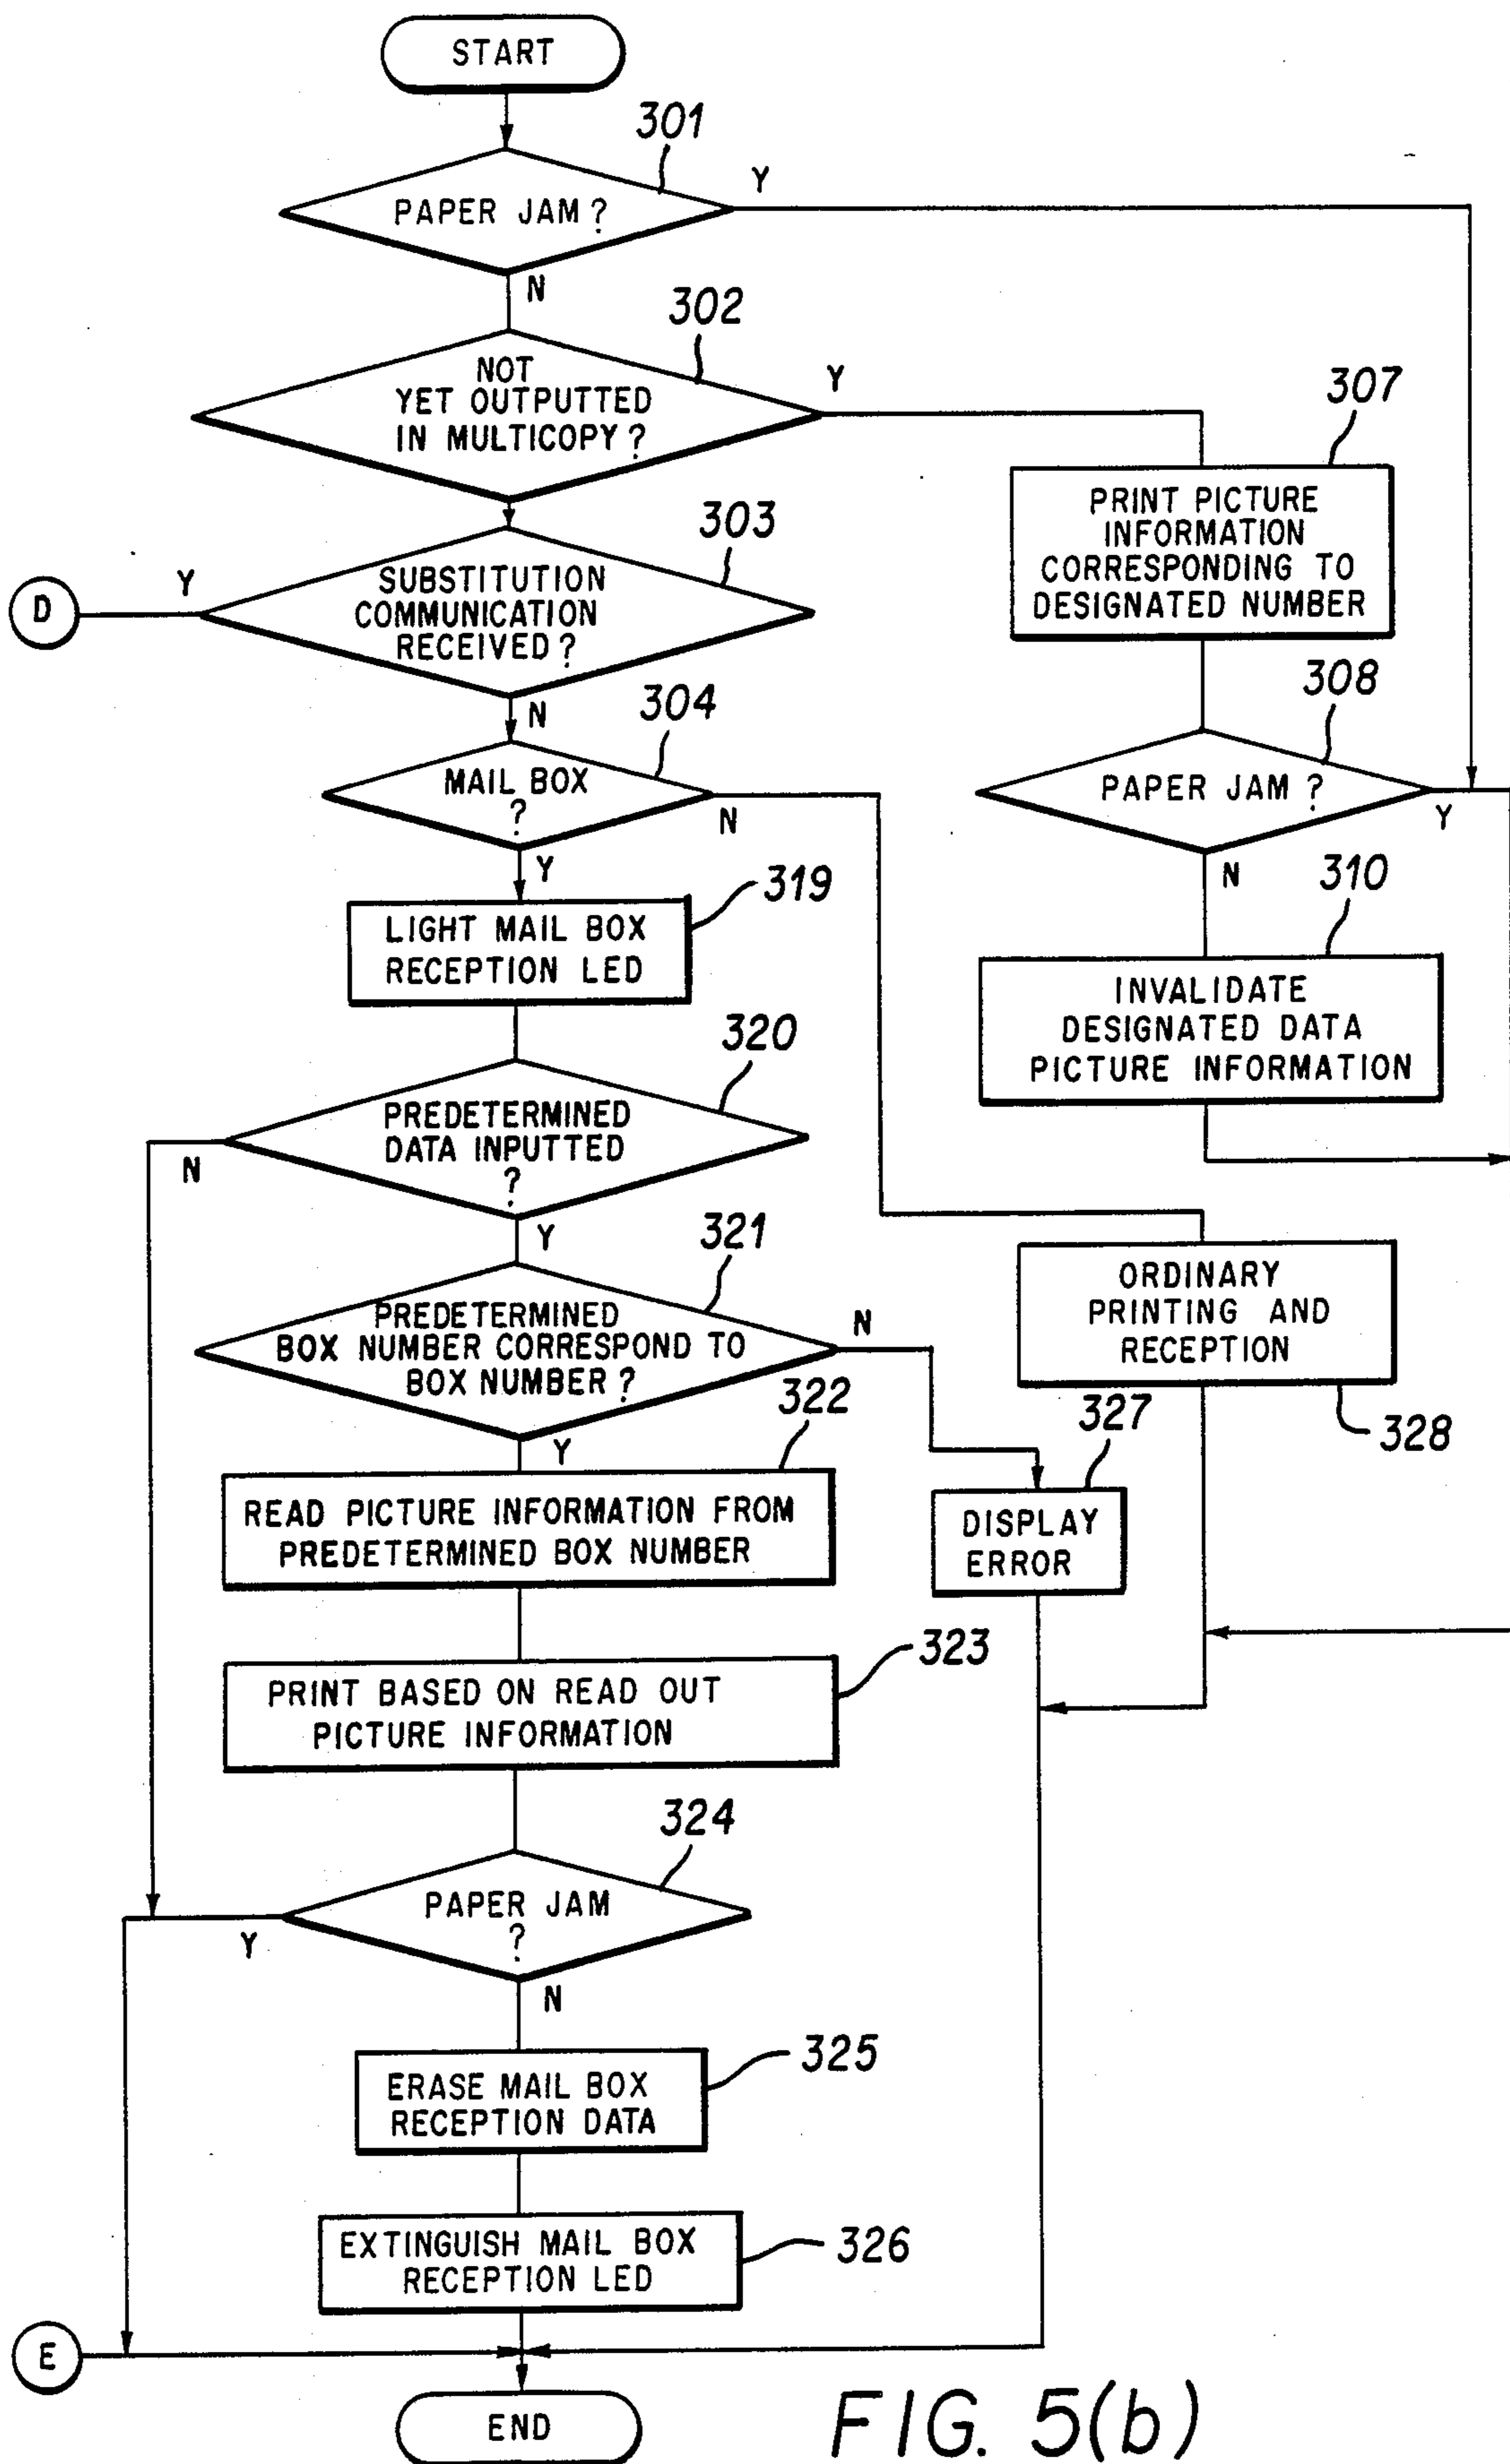 START
301
PAPER JAM?
Y
N
302
NOT
YET OUTPUTTED
IN MULTICOPY?
Y
307
PRINT PICTURE
INFORMATION
CORRESPONDING TO
DESIGNATED NUMBER
303
SUBSTITUTION
COMMUNICATION
RECEIVED?
Y
D
N
304
MAIL BOX
?
N
Y
308
PAPER JAM?
Y
N
310
INVALIDATE
DESIGNATED DATA
PICTURE INFORMATION
319
LIGHT MAIL BOX
RECEPTION LED
320
PREDETERMINED
DATA INPUTTED
?
N
Y
321
PREDETERMINED
BOX NUMBER CORRESPOND TO
BOX NUMBER?
N
Y
ORDINARY
PRINTING AND
RECEPTION
328
322
READ PICTURE INFORMATION FROM
PREDETERMINED BOX NUMBER
327
DISPLAY
ERROR
323
PRINT BASED ON READ OUT
PICTURE INFORMATION
324
PAPER JAM
?
Y
N
325
ERASE MAIL BOX
RECEPTION DATA
326
EXTINGUISH MAIL BOX
RECEPTION LED
E
END
FIG. 5(b)